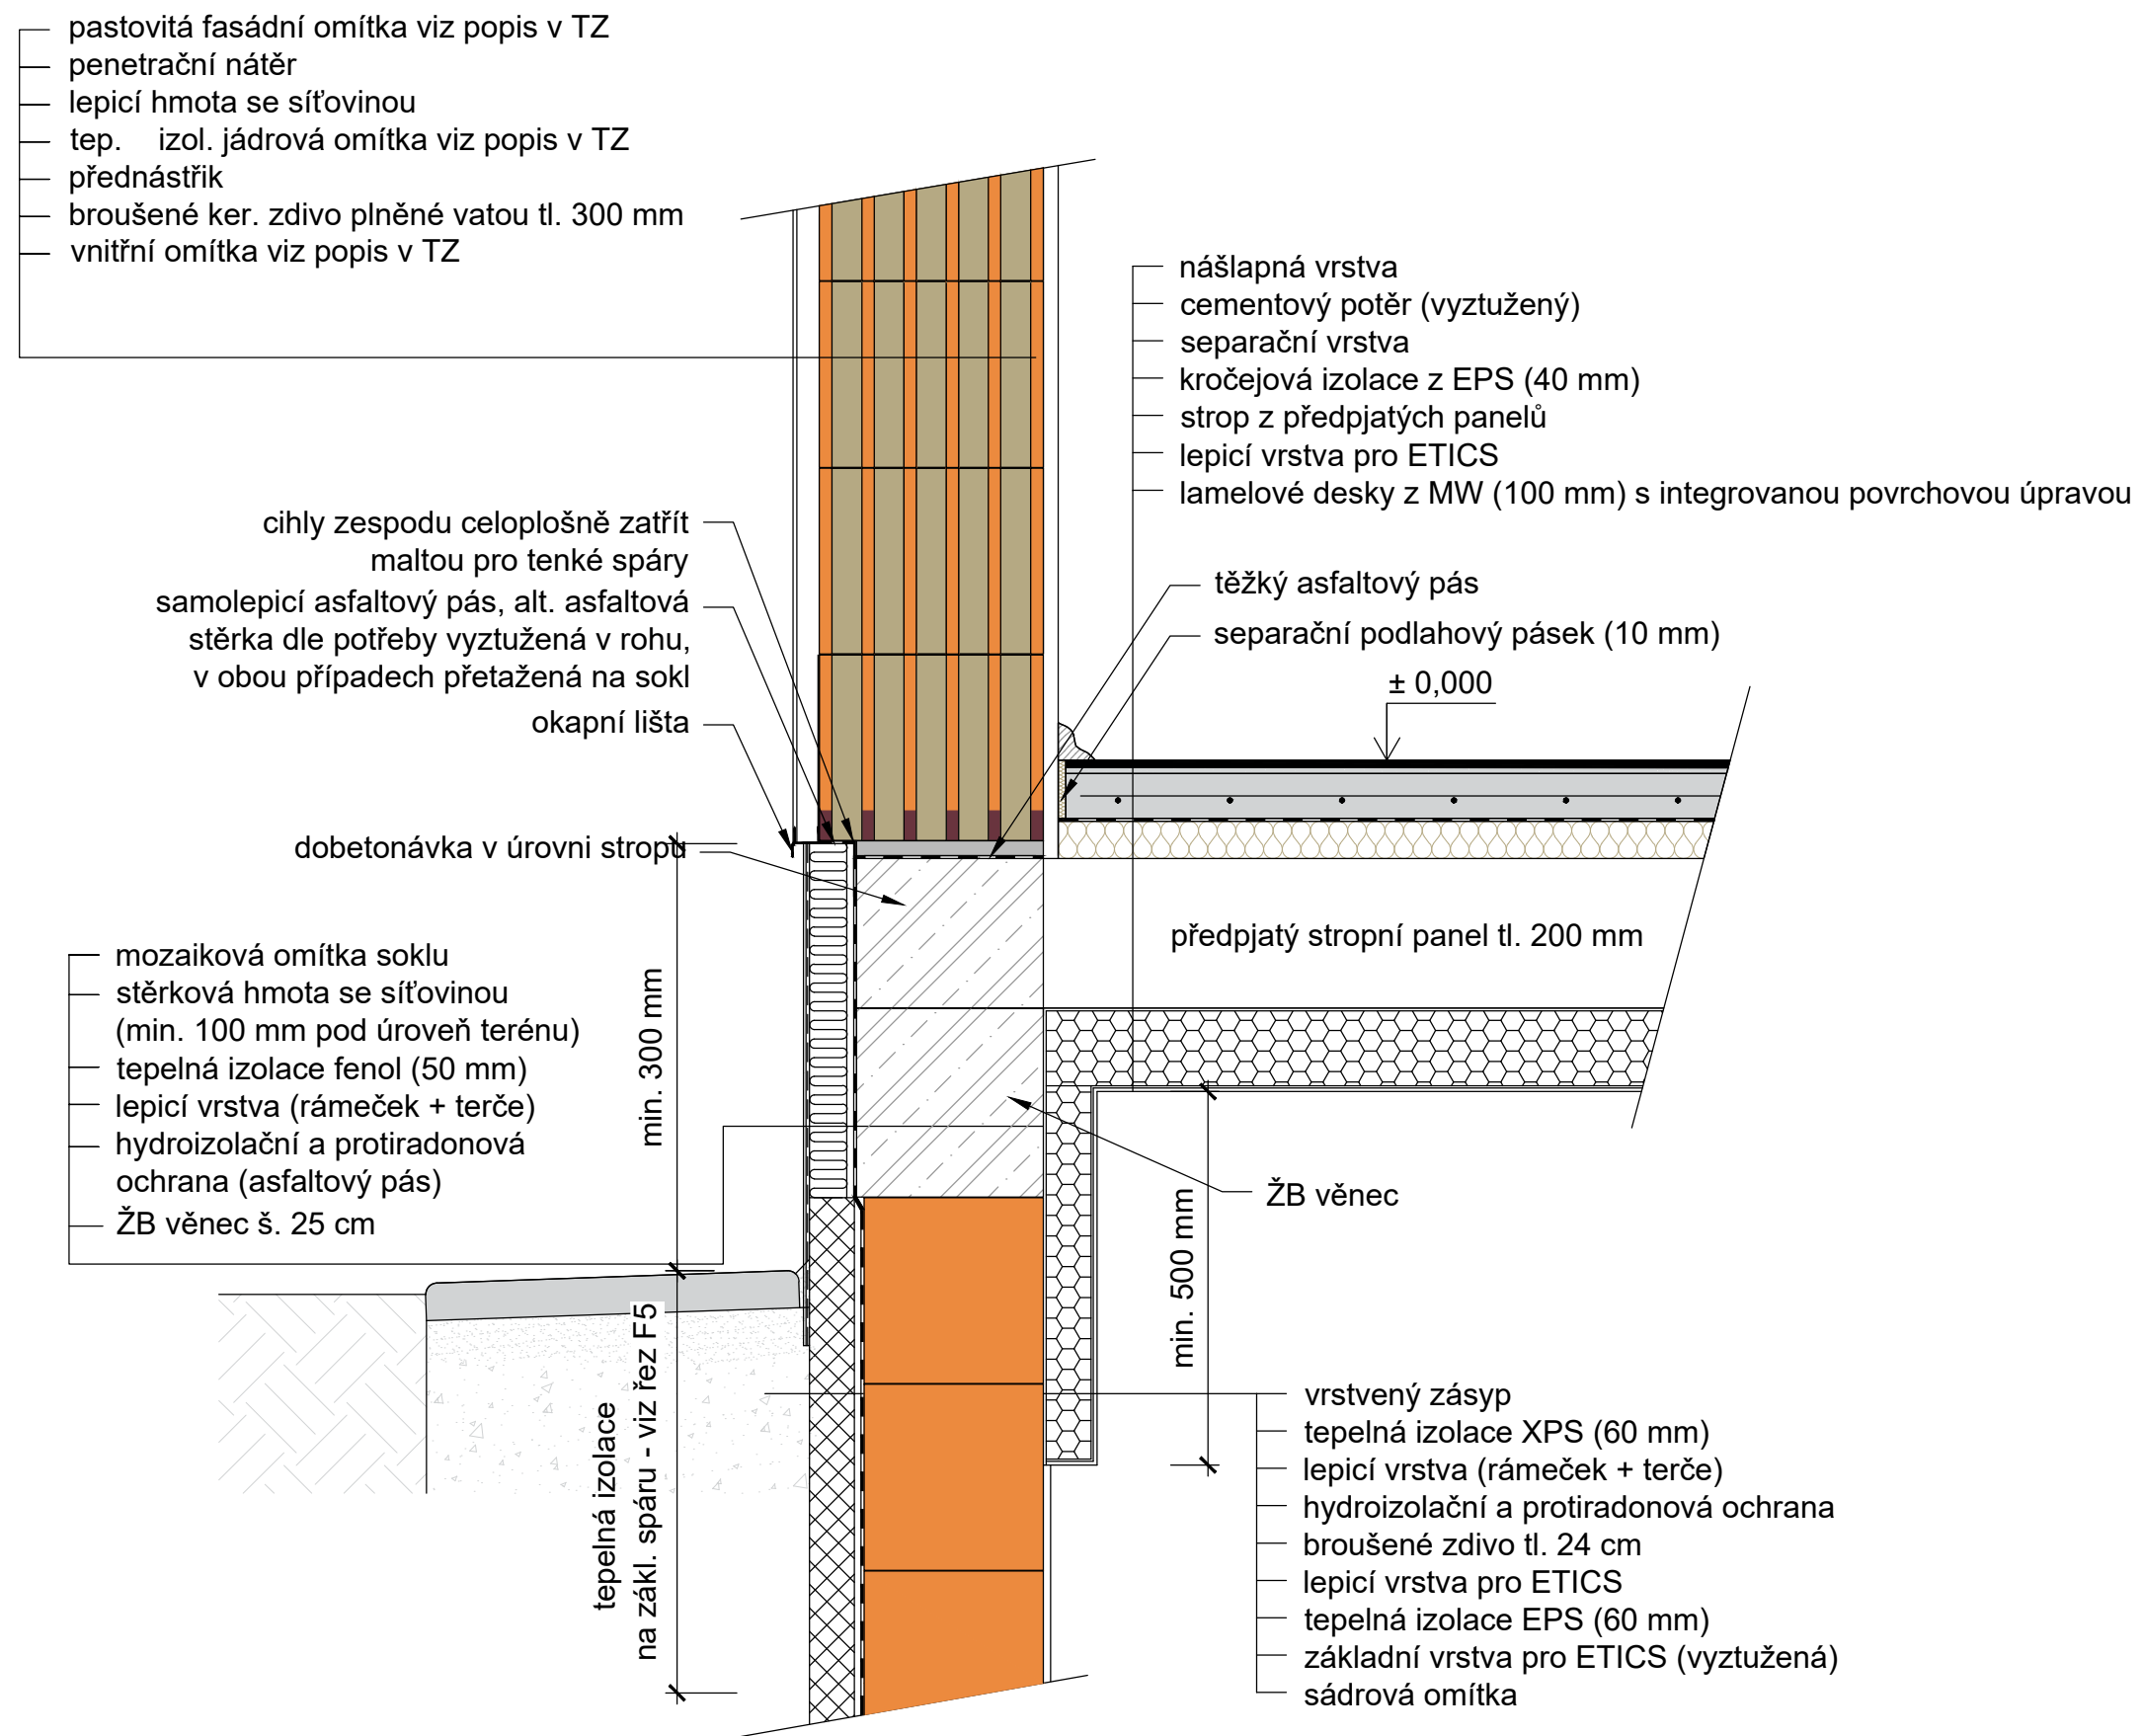 pastovitá fasádní omítka viz popis v TZ
penetrační nátěr
lepicí hmota se síťovinou
tep. izol. jádrová omítka viz popis v TZ
přednástřik
broušené ker. zdivo plněné vatou tl. 300 mm
vnitřní omítka viz popis v TZ
nášlapná vrstva
cementový potěr (vyztužený)
separační vrstva
kročejová izolace z EPS (40 mm)
strop z předpjatých panelů
lepicí vrstva pro ETICS
lamelové desky z MW (100 mm) s integrovanou povrchovou úpravou
cihly zespodu celoplošně zatřít
maltou pro tenké spáry
samolepicí asfaltový pás, alt. asfaltová
stěrka dle potřeby vyztužená v rohu,
v obou případech přetažená na sokl
okapní lišta
těžký asfaltový pás
separační podlahový pásek (10 mm)
± 0,000
dobetonávka v úrovni stropu
předpjatý stropní panel tl. 200 mm
mozaiková omítka soklu
stěrková hmota se síťovinou
(min. 100 mm pod úroveň terénu)
tepelná izolace fenol (50 mm)
lepicí vrstva (rámeček + terče)
hydroizolační a protiradonová
ochrana (asfaltový pás)
ŽB věnec š. 25 cm
min. 300 mm
ŽB věnec
min. 500 mm
tepelná izolace
na zákl. spáru - viz řez F5
vrstvený zásyp
tepelná izolace XPS (60 mm)
lepicí vrstva (rámeček + terče)
hydroizolační a protiradonová ochrana
broušené zdivo tl. 24 cm
lepicí vrstva pro ETICS
tepelná izolace EPS (60 mm)
základní vrstva pro ETICS (vyztužená)
sádrová omítka